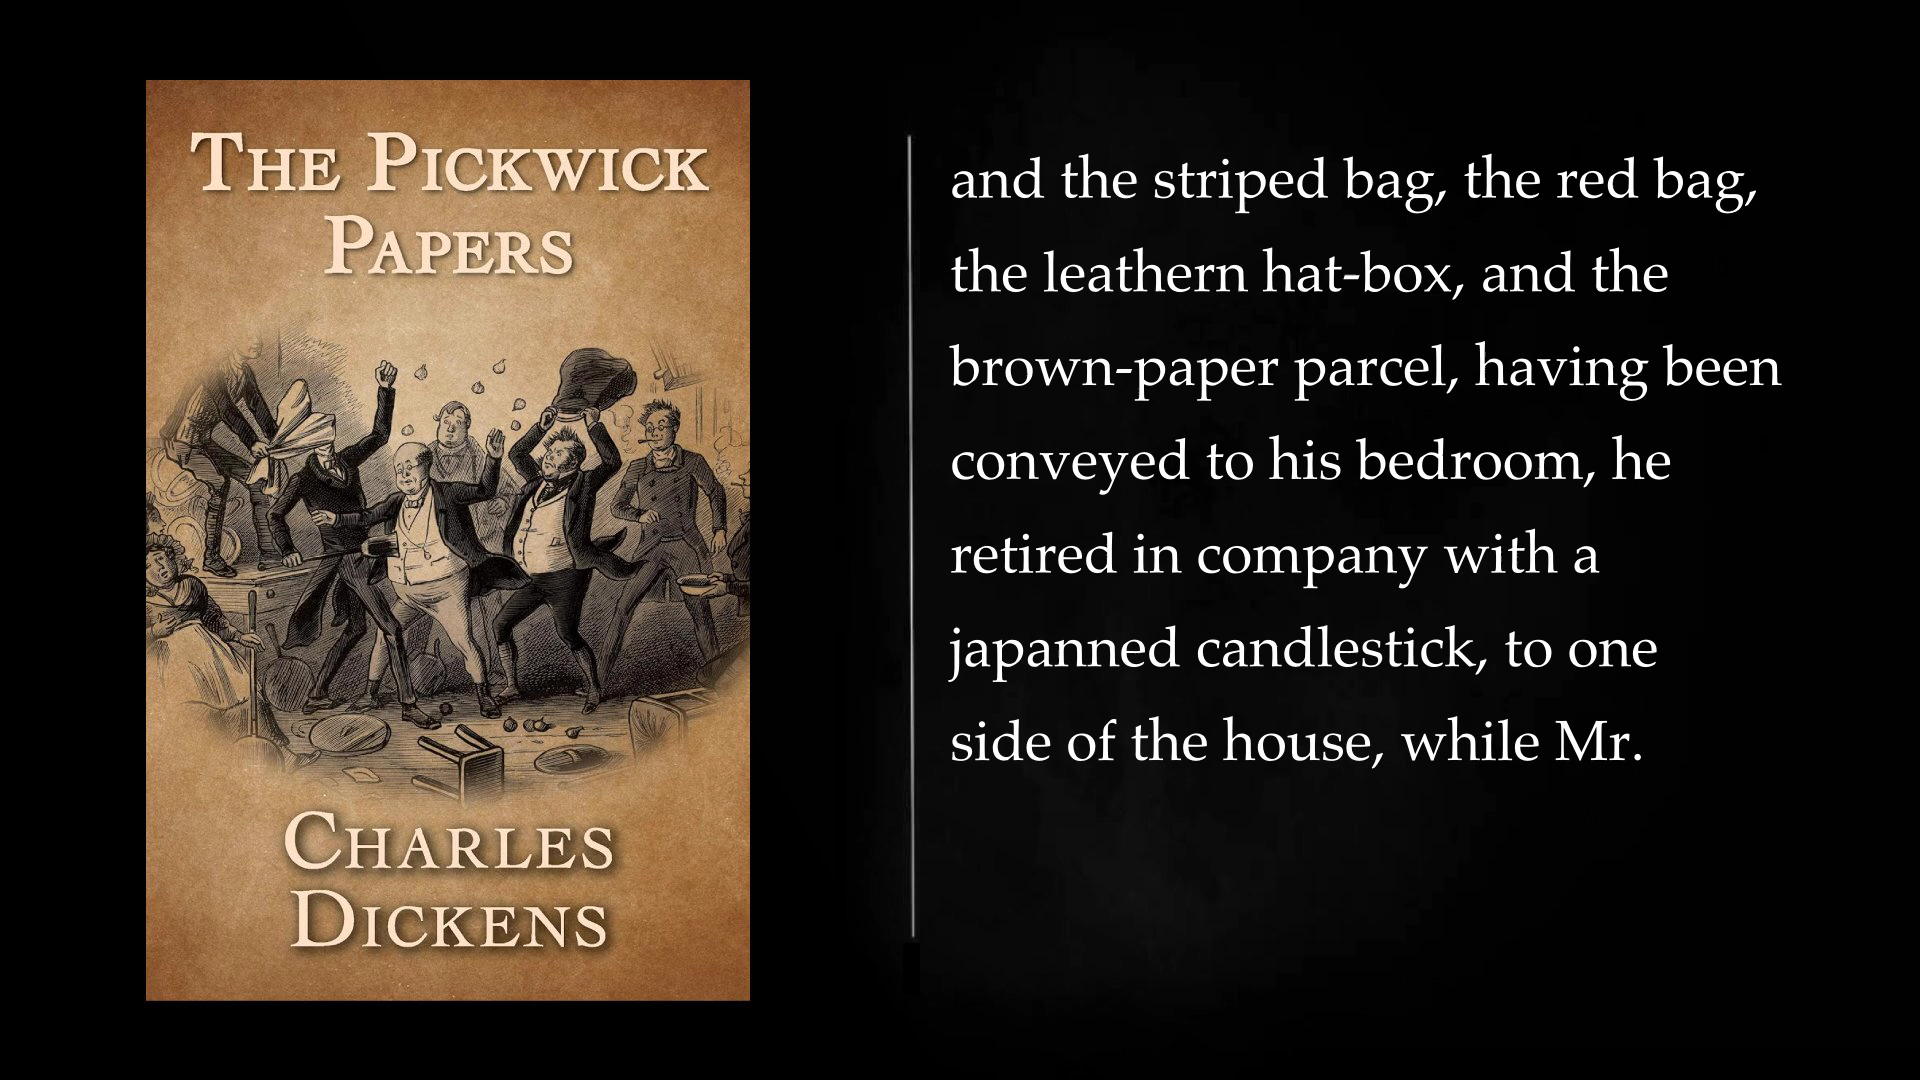 THE PICKWICK
PAPERS
CHARLES
DICKENS
and the striped bag, the red bag,
the leathern hat-box, and the
brown-paper parcel, having been
conveyed to his bedroom, he
retired in company with a
japanned candlestick, to one
side of the house, while Mr.